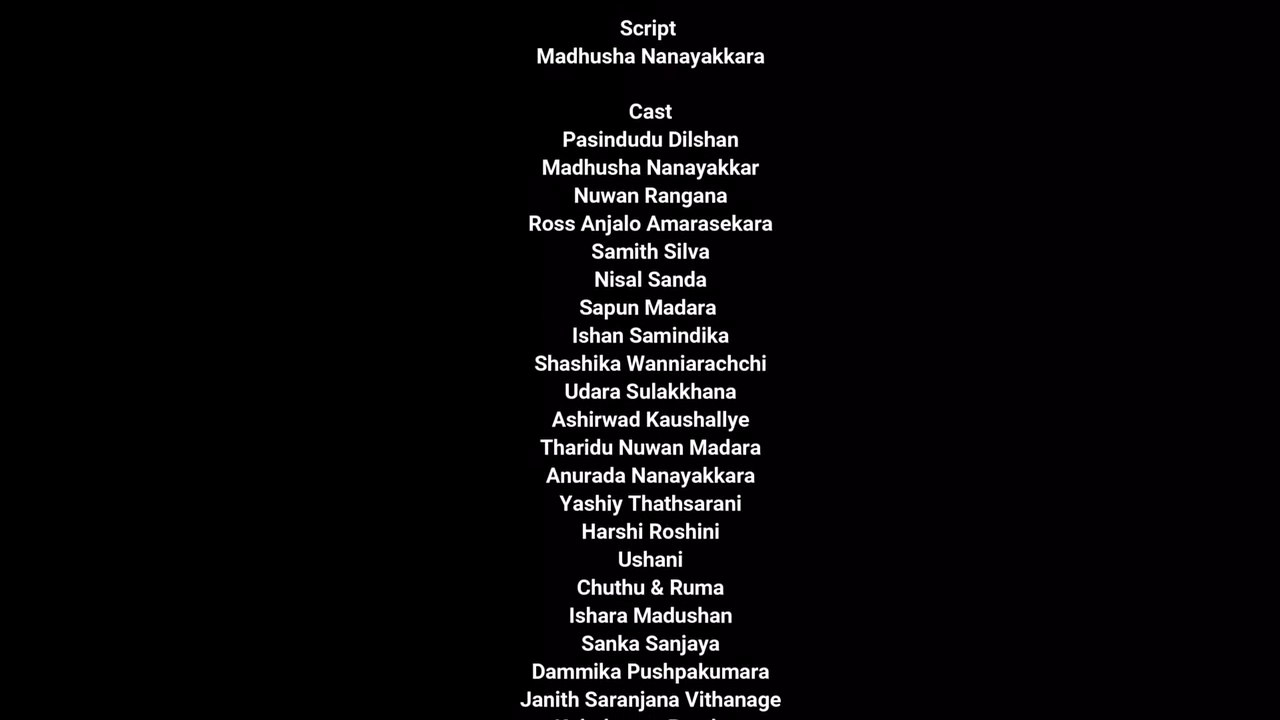 Script
Madhusha Nanayakkara
Cast
Pasindudu Dilshan
Madhusha Nanayakkar
Nuwan Rangana
Ross Anjalo Amarasekara
Samith Silva
Nisal Sanda
Sapun Madara
Ishan Samindika
Shashika Wanniarachchi
Udara Sulakkhana
Ashirwad Kaushallye
Tharidu Nuwan Madara
Anurada Nanayakkara
Yashiy Thathsarani
Harshi Roshini
Ushani
Chuthu & Ruma
Ishara Madushan
Sanka Sanjaya
Dammika Pushpakumara
Janith Saranjana Vithanage